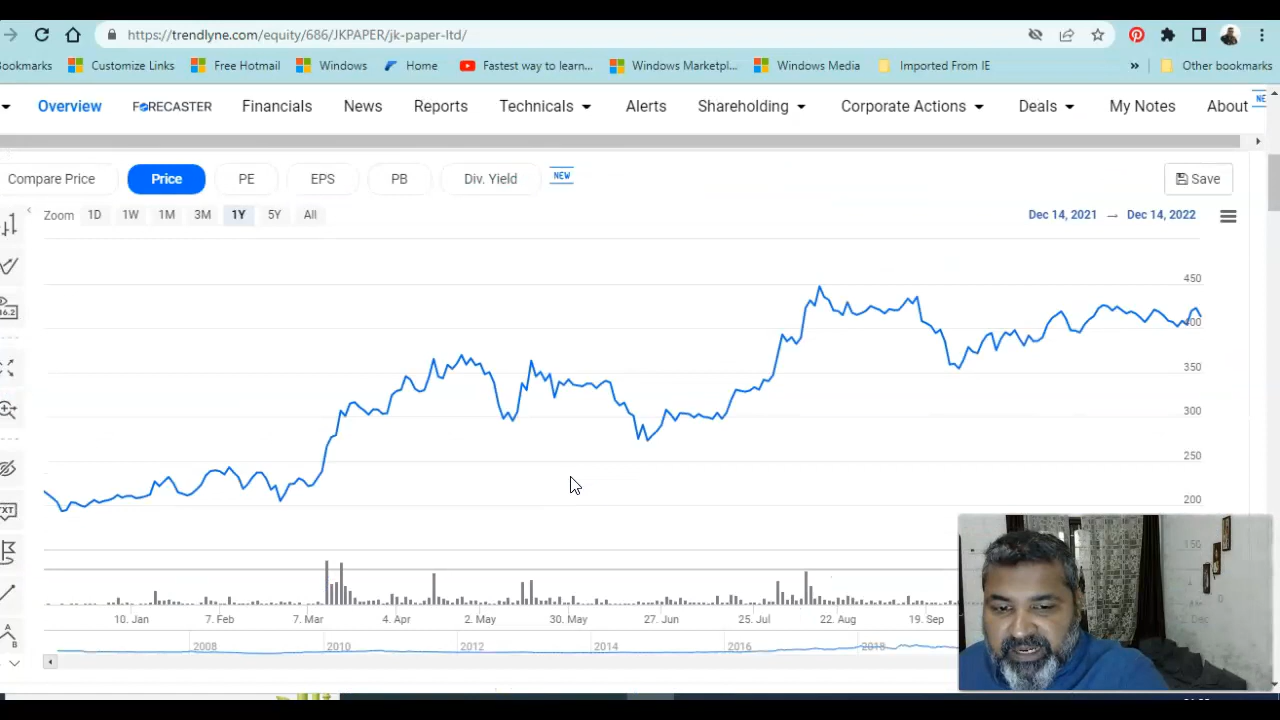 https://trendlyne.com/equity/686/JKPAPER/jk-paper-ltd/
Bookmarks Customize Links Free Hotmail Windows Home Fastest way to learn... Windows Marketpl... Windows Media Imported From IE » Other bookmarks
Overview FORECASTER Financials News Reports Technicals Alerts Shareholding Corporate Actions Deals My Notes About NE
Compare Price Price PE EPS PB Div. Yield NEW Save
Zoom 1D 1W 1M 3M 1Y 5Y All Dec 14, 2021 → Dec 14, 2022
450
400
350
300
250
200
150
10. Jan 7. Feb 7. Mar 4. Apr 2. May 30. May 27. Jun 25. Jul 22. Aug 19. Sep
2008 2010 2012 2014 2016 2018